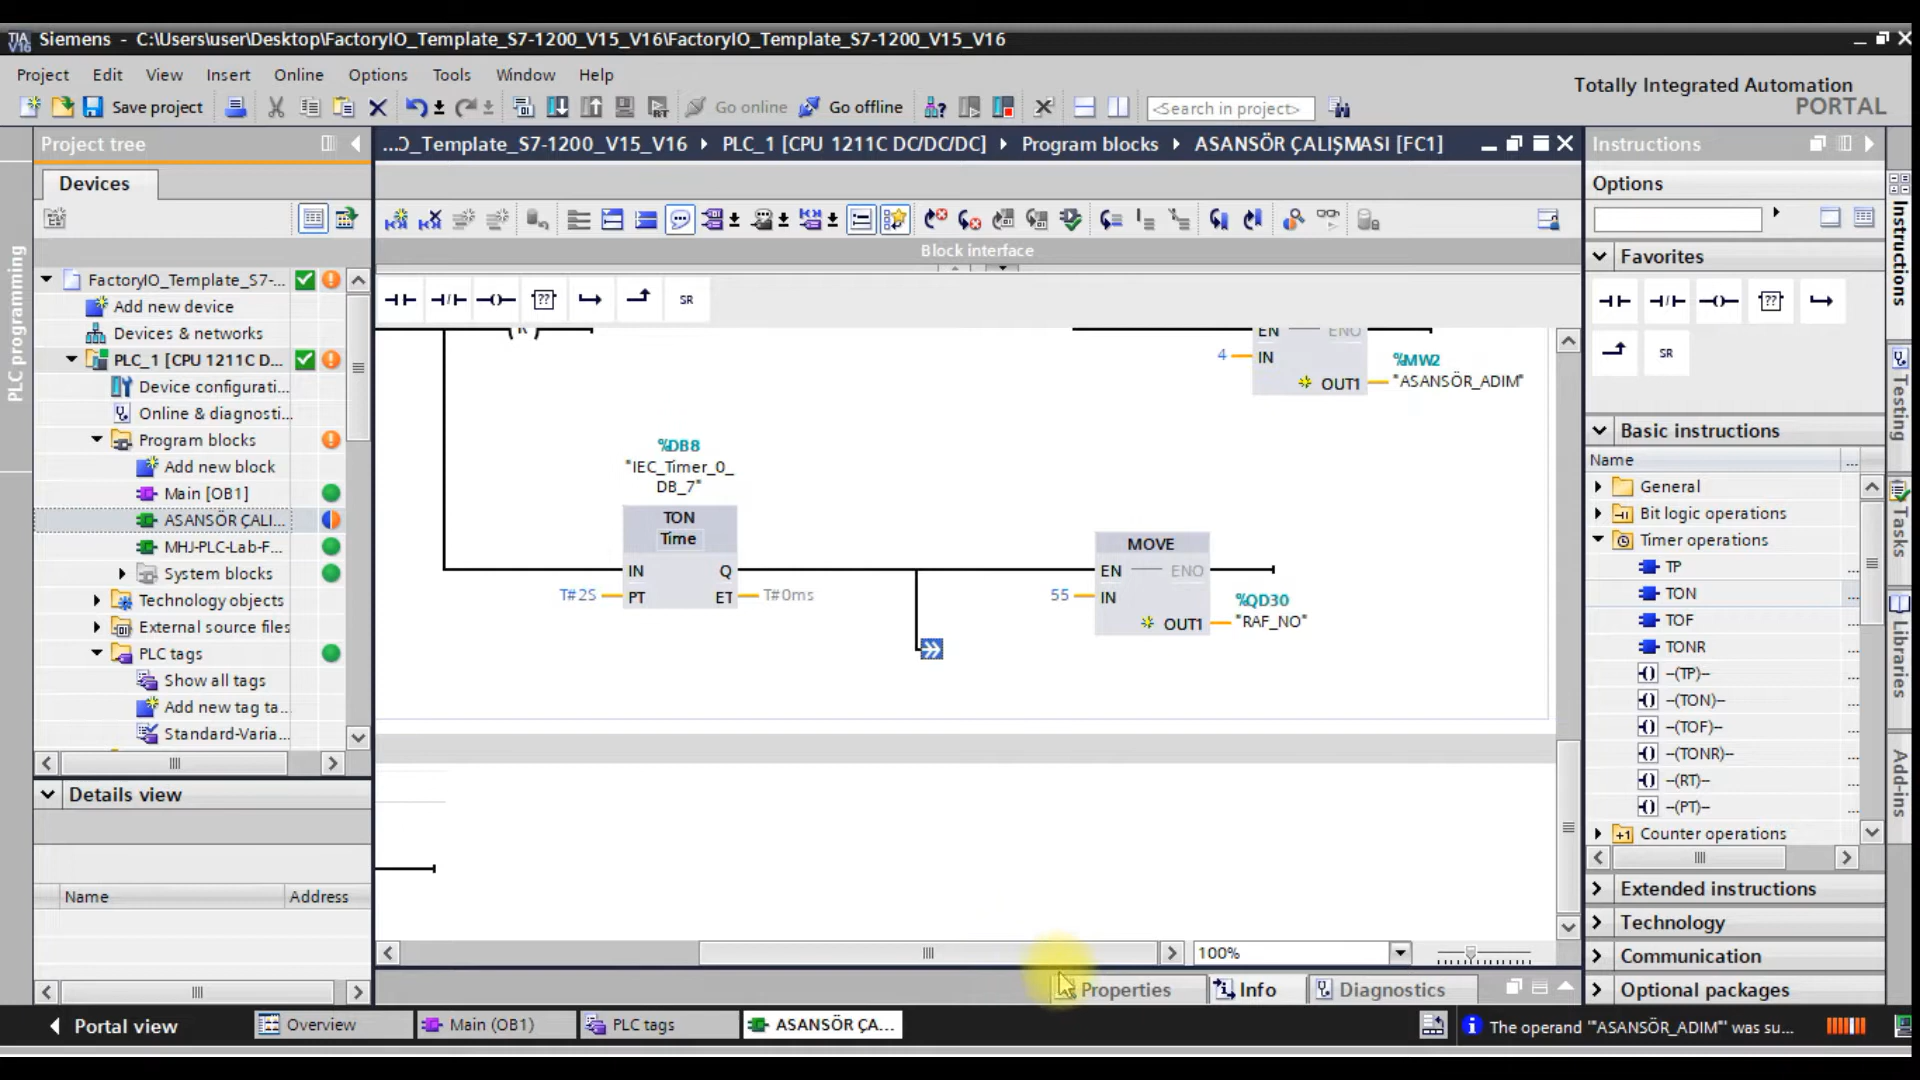 Siemens - C:\Users\user\Desktop\FactoryIO_Template_S7-1200_V15_V16\FactoryIO_Template_S7-1200_V15_V16
Project Edit View Insert Online Options Tools Window Help
Totally Integrated Automation
PORTAL
Save project
Go online
Go offline
<Search in project>
Project tree
...O_Template_S7-1200_V15_V16 ▸ PLC_1 [CPU 1211C DC/DC/DC] ▸ Program blocks ▸ ASANSÖR ÇALIŞMASI [FC1]
Instructions
Devices
Options
PLC programming
Block interface
FactoryIO_Template_S7-...
Add new device
Devices & networks
PLC_1 [CPU 1211C D...
Device configurati...
Online & diagnosti...
Program blocks
Add new block
Main [OB1]
ASANSÖR ÇALI...
MHJ-PLC-Lab-F...
System blocks
Technology objects
External source files
PLC tags
Show all tags
Add new tag ta...
Standard-Varia...
Details view
Name Address
??
SR
R
EN ENO
4 IN
%MW2
OUT1 "ASANSÖR_ADIM"
%DB8
"IEC_Timer_0_
DB_7"
TON
Time
IN Q
T#2S PT ET T#0ms
MOVE
EN ENO
55 IN
%QD30
OUT1 "RAF_NO"
100%
Properties Info Diagnostics
Favorites
??
SR
Basic instructions
Name ...
General
Bit logic operations
Timer operations
TP ...
TON ...
TOF ...
TONR ...
–(TP)– ...
–(TON)– ...
–(TOF)– ...
–(TONR)– ...
–(RT)– ...
–(PT)– ...
Counter operations
Extended instructions
Technology
Communication
Optional packages
Instructions
Testing
Tasks
Libraries
Add-ins
Portal view
Overview
Main (OB1)
PLC tags
ASANSÖR ÇA...
The operand '"ASANSÖR_ADIM"' was su...